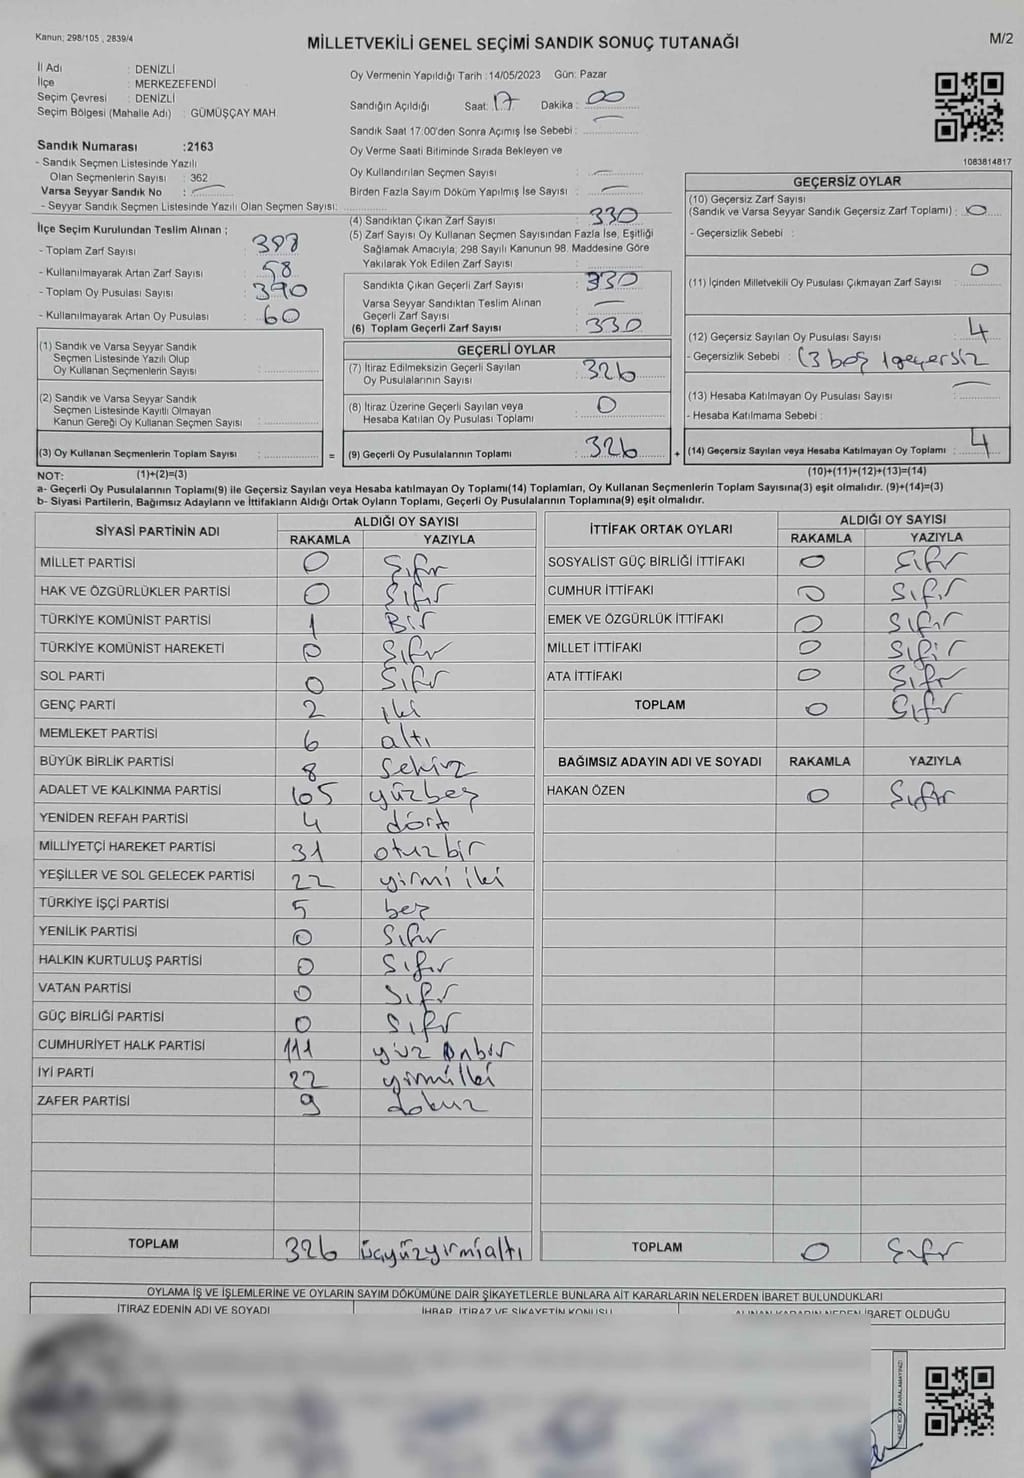 Kanun; 298/105 , 2839/4
MİLLETVEKİLİ GENEL SEÇİMİ SANDIK SONUÇ TUTANAĞI
M/2
İl Adı : DENİZLİ
İlçe : MERKEZEFENDİ
Seçim Çevresi : DENİZLİ
Seçim Bölgesi (Mahalle Adı) : GÜMÜŞÇAY MAH.
Sandık Numarası :2163
- Sandık Seçmen Listesinde Yazılı
Olan Seçmenlerin Sayısı : 362
Varsa Seyyar Sandık No : —
- Seyyar Sandık Seçmen Listesinde Yazılı Olan Seçmen Sayısı:
İlçe Seçim Kurulundan Teslim Alınan ;
- Toplam Zarf Sayısı :
- Kullanılmayarak Artan Zarf Sayısı : 58
- Toplam Oy Pusulası Sayısı : 390
- Kullanılmayarak Artan Oy Pusulası : 60
(1) Sandık ve Varsa Seyyar Sandık
Seçmen Listesinde Yazılı Olup
Oy Kullanan Seçmenlerin Sayısı :
(2) Sandık ve Varsa Seyyar Sandık
Seçmen Listesinde Kayıtlı Olmayan
Kanun Gereği Oy Kullanan Seçmen Sayısı :
(3) Oy Kullanan Seçmenlerin Toplam Sayısı : =
Oy Vermenin Yapıldığı Tarih :14/05/2023 Gün: Pazar
Sandığın Açıldığı Saat: 17 Dakika : 00
Sandık Saat 17:00'den Sonra Açımış İse Sebebi : —
Oy Verme Saati Bitiminde Sırada Bekleyen ve
Oy Kullandırılan Seçmen Sayısı : —
Birden Fazla Sayım Döküm Yapılmış İse Sayısı : —
(4) Sandıktan Çıkan Zarf Sayısı : 330
(5) Zarf Sayısı Oy Kullanan Seçmen Sayısından Fazla İse, Eşitliği
Sağlamak Amacıyla; 298 Sayılı Kanunun 98. Maddesine Göre
Yakılarak Yok Edilen Zarf Sayısı :
Sandıkta Çıkan Geçerli Zarf Sayısı : 330
Varsa Seyyar Sandıktan Teslim Alınan
Geçerli Zarf Sayısı : —
(6) Toplam Geçerli Zarf Sayısı : 330
GEÇERLİ OYLAR
(7) İtiraz Edilmeksizin Geçerli Sayılan
Oy Pusulalarının Sayısı : 326
(8) İtiraz Üzerine Geçerli Sayılan veya
Hesaba Katılan Oy Pusulası Toplamı : 0
(9) Geçerli Oy Pusulalarının Toplamı : 326 +
1083814817
GEÇERSİZ OYLAR
(10) Geçersiz Zarf Sayısı
(Sandık ve Varsa Seyyar Sandık Geçersiz Zarf Toplamı) : 0
- Geçersizlik Sebebi :
(11) İçinden Milletvekili Oy Pusulası Çıkmayan Zarf Sayısı : 0
(12) Geçersiz Sayılan Oy Pusulası Sayısı : 4
- Geçersizlik Sebebi : (3 boş 1 geçersiz
(13) Hesaba Katılmayan Oy Pusulası Sayısı : —
- Hesaba Katılmama Sebebi :
(14) Geçersiz Sayılan veya Hesaba Katılmayan Oy Toplamı : 4
NOT: (1)+(2)=(3) (10)+(11)+(12)+(13)=(14)
a- Geçerli Oy Pusulalarının Toplamı(9) ile Geçersiz Sayılan veya Hesaba katılmayan Oy Toplamı(14) Toplamları, Oy Kullanan Seçmenlerin Toplam Sayısına(3) eşit olmalıdır. (9)+(14)=(3)
b- Siyasi Partilerin, Bağımsız Adayların ve İttifakların Aldığı Ortak Oyların Toplamı, Geçerli Oy Pusulalarının Toplamına(9) eşit olmalıdır.
SİYASİ PARTİNİN ADI ALDIĞI OY SAYISI
RAKAMLA YAZIYLA
MİLLET PARTİSİ 0 Sıfır
HAK VE ÖZGÜRLÜKLER PARTİSİ 0 Sıfır
TÜRKİYE KOMÜNİST PARTİSİ 1 Bir
TÜRKİYE KOMÜNİST HAREKETİ 0 Sıfır
SOL PARTİ 0 Sıfır
GENÇ PARTİ 2 iki
MEMLEKET PARTİSİ 6 altı
BÜYÜK BİRLİK PARTİSİ 8 Sekiz
ADALET VE KALKINMA PARTİSİ 105 yüzbeş
YENİDEN REFAH PARTİSİ 4 dört
MİLLİYETÇİ HAREKET PARTİSİ 31 otuzbir
YEŞİLLER VE SOL GELECEK PARTİSİ 22 yirmi iki
TÜRKİYE İŞÇİ PARTİSİ 5 beş
YENİLİK PARTİSİ 0 Sıfır
HALKIN KURTULUŞ PARTİSİ 0 Sıfır
VATAN PARTİSİ 0 Sıfır
GÜÇ BİRLİĞİ PARTİSİ 0 Sıfır
CUMHURİYET HALK PARTİSİ 111 yüz onbir
İYİ PARTİ 22 yirmiiki
ZAFER PARTİSİ 9 dokuz
TOPLAM 326 üçyüzyirmialtı
İTTİFAK ORTAK OYLARI ALDIĞI OY SAYISI
RAKAMLA YAZIYLA
SOSYALİST GÜÇ BİRLİĞİ İTTİFAKI 0 Sıfır
CUMHUR İTTİFAKI 0 Sıfır
EMEK VE ÖZGÜRLÜK İTTİFAKI 0 Sıfır
MİLLET İTTİFAKI 0 Sıfır
ATA İTTİFAKI 0 Sıfır
TOPLAM 0 Sıfır
BAĞIMSIZ ADAYIN ADI VE SOYADI RAKAMLA YAZIYLA
HAKAN ÖZEN 0 Sıfır
TOPLAM 0 Sıfır
OYLAMA İŞ VE İŞLEMLERİNE VE OYLARIN SAYIM DÖKÜMÜNE DAİR ŞİKAYETLERLE BUNLARA AİT KARARLARIN NELERDEN İBARET BULUNDUKLARI
İTİRAZ EDENİN ADI VE SOYADI İHBAR, İTİRAZ VE ŞİKAYETİN KONUSU ALINAN KARARIN NEDEN İBARET OLDUĞU